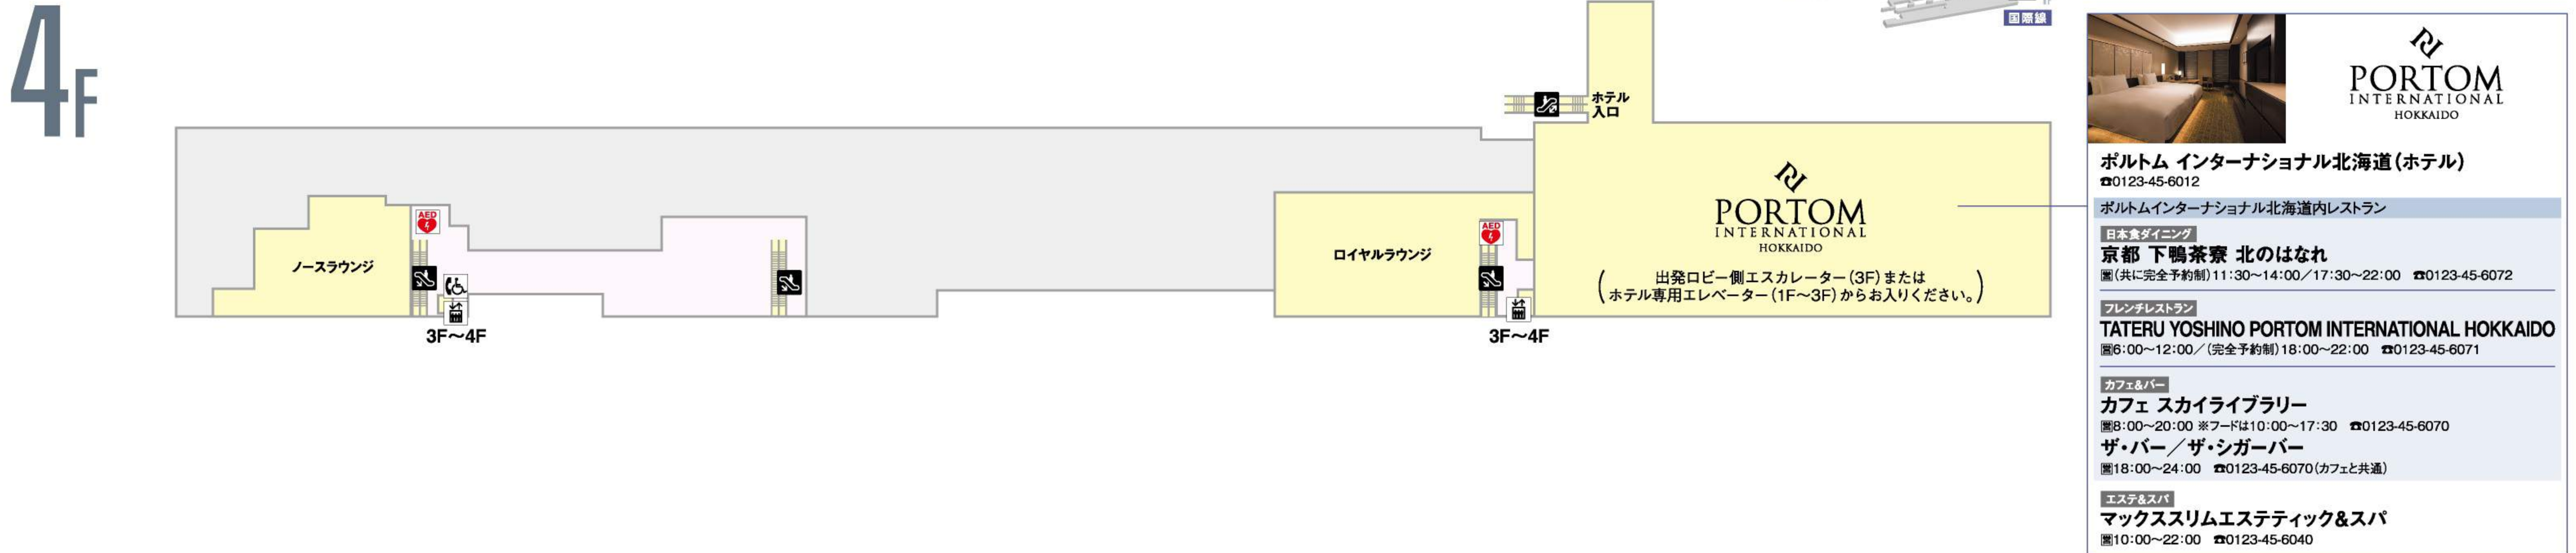 4F
国際線
ホテル
入口
AED
ノースラウンジ
3F〜4F
AED
ロイヤルラウンジ
3F〜4F
PORTOM
INTERNATIONAL
HOKKAIDO
(出発ロビー側エスカレーター(3F)または
ホテル専用エレベーター(1F〜3F)からお入りください。)
PORTOM
INTERNATIONAL
HOKKAIDO
ポルトム インターナショナル北海道(ホテル)
☎0123-45-6012
ポルトムインターナショナル北海道内レストラン
日本食ダイニング
京都 下鴨茶寮 北のはなれ
営(共に完全予約制)11:30〜14:00/17:30〜22:00 ☎0123-45-6072
フレンチレストラン
TATERU YOSHINO PORTOM INTERNATIONAL HOKKAIDO
営6:00〜12:00/(完全予約制)18:00〜22:00 ☎0123-45-6071
カフェ&バー
カフェ スカイライブラリー
営8:00〜20:00 ※フードは10:00〜17:30 ☎0123-45-6070
ザ・バー/ザ・シガーバー
営18:00〜24:00 ☎0123-45-6070(カフェと共通)
エステ&スパ
マックススリムエステティック&スパ
営10:00〜22:00 ☎0123-45-6040